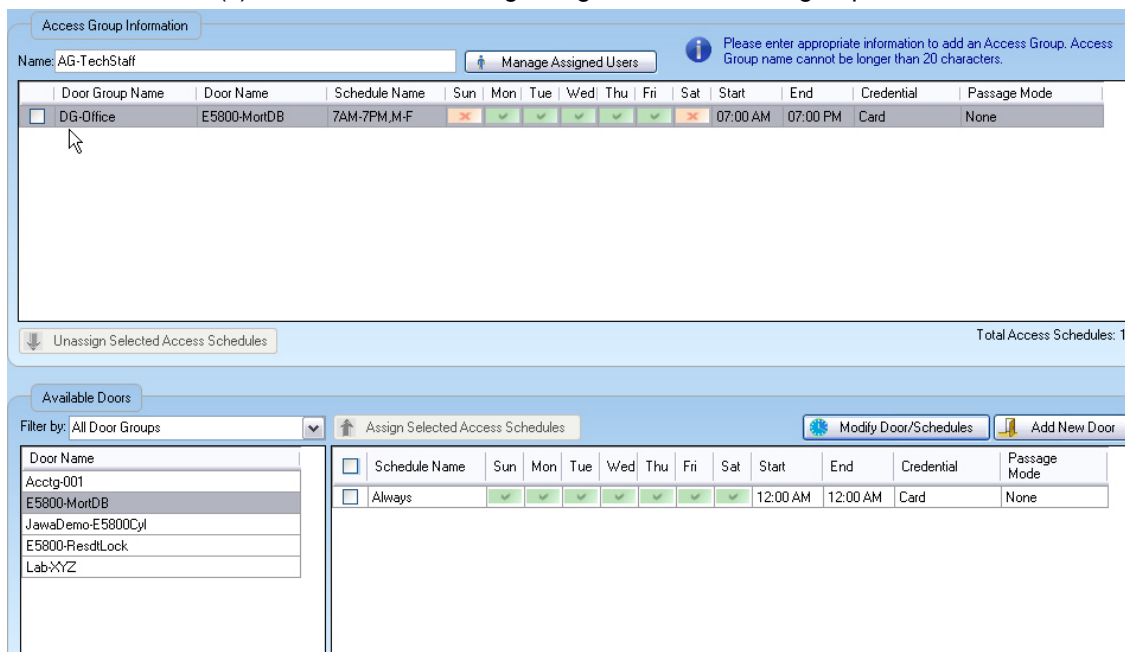 Access Group Information
Name: AG-TechStaff
Manage Assigned Users
Please enter appropriate information to add an Access Group. Access
Group name cannot be longer than 20 characters.
Door Group Name Door Name Schedule Name Sun Mon Tue Wed Thu Fri Sat Start End Credential Passage Mode
DG-Office E5800-MortDB 7AM-7PM,M-F 07:00 AM 07:00 PM Card None
Unassign Selected Access Schedules
Total Access Schedules: 1
Available Doors
Filter by: All Door Groups
Assign Selected Access Schedules
Modify Door/Schedules
Add New Door
Door Name
Acctg-001
E5800-MortDB
JawaDemo-E5800Cyl
E5800-ResdtLock
Lab-XYZ
Schedule Name Sun Mon Tue Wed Thu Fri Sat Start End Credential Passage
Mode
Always 12:00 AM 12:00 AM Card None